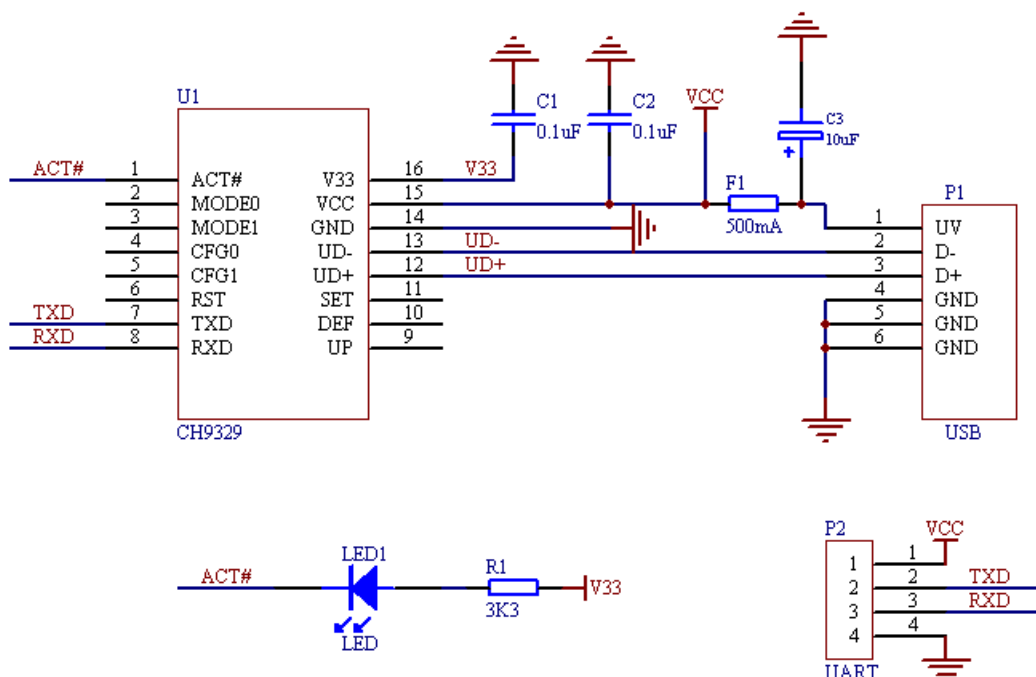 U1
C1
0.1uF
C2
0.1uF
VCC
C3
10uF
+
ACT#
1
ACT#
V33
16
V33
F1
500mA
P1
2
MODE0
VCC
15
3
MODE1
GND
14
1
UV
4
CFG0
UD-
13
UD-
2
D-
5
CFG1
UD+
12
UD+
3
D+
6
RST
SET
11
4
GND
TXD
7
TXD
DEF
10
5
GND
RXD
8
RXD
UP
9
6
GND
CH9329
USB
LED1
ACT#
R1
3K3
V33
LED
P2
VCC
1
1
2
2
TXD
3
3
RXD
4
4
UART